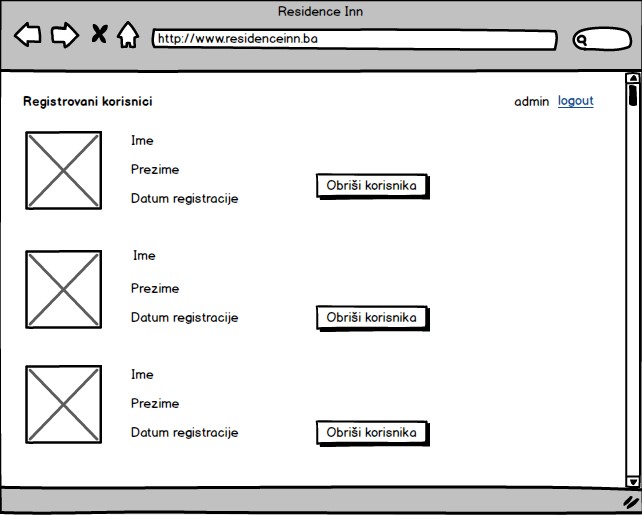 Residence Inn
http://www.residenceinn.ba
Registrovani korisnici
admin logout
Ime
Prezime
Datum registracije
Obriši korisnika
Ime
Prezime
Datum registracije
Obriši korisnika
Ime
Prezime
Datum registracije
Obriši korisnika